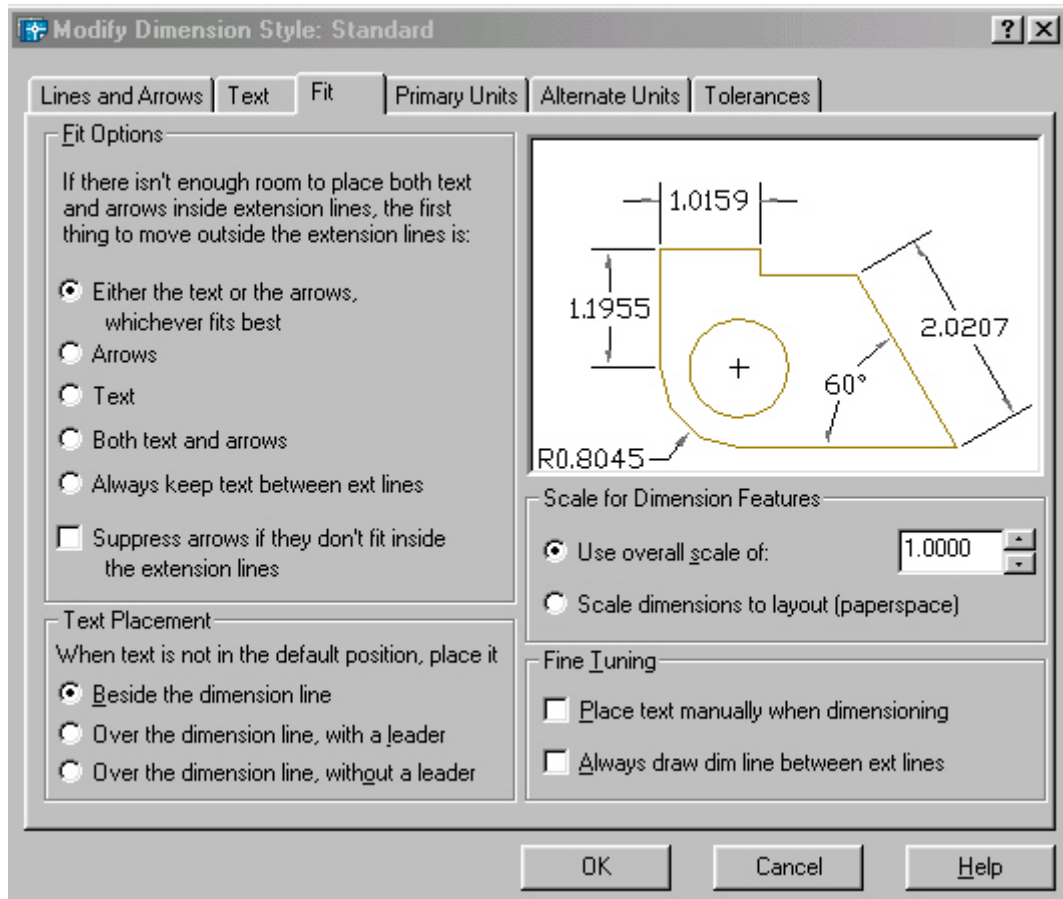 Modify Dimension Style: Standard
Lines and Arrows Text Fit Primary Units Alternate Units Tolerances
Fit Options
If there isn't enough room to place both text
and arrows inside extension lines, the first
thing to move outside the extension lines is:
Either the text or the arrows,
whichever fits best
Arrows
Text
Both text and arrows
Always keep text between ext lines
Suppress arrows if they don't fit inside
the extension lines
Text Placement
When text is not in the default position, place it
Beside the dimension line
Over the dimension line, with a leader
Over the dimension line, without a leader
1.0159
1.1955
2.0207
60°
R0.8045
Scale for Dimension Features
Use overall scale of: 1.0000
Scale dimensions to layout (paperspace)
Fine Tuning
Place text manually when dimensioning
Always draw dim line between ext lines
OK Cancel Help